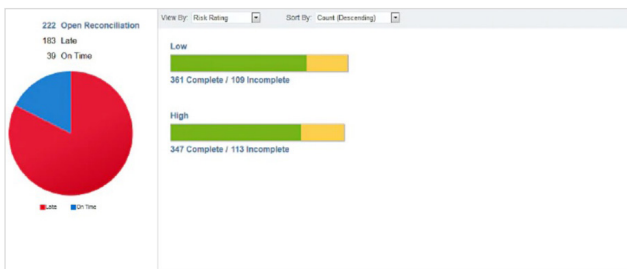 222 Open Reconciliation
183 Late
39 On Time
Late On Time
View By: Risk Rating Sort By: Count (Descending)
Low
361 Complete / 109 Incomplete
High
347 Complete / 113 Incomplete